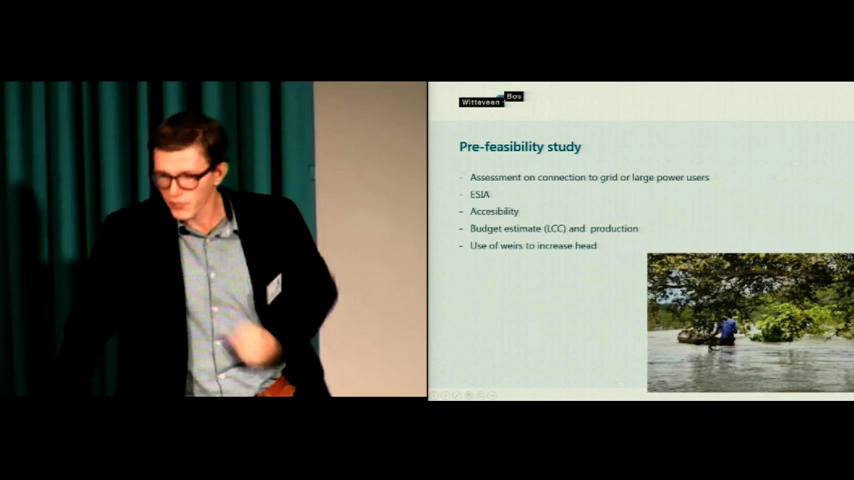 Witteveen
Bos
Pre-feasibility study
- Assessment on connection to grid or large power users
- ESIA
- Accesibility
- Budget estimate (LCC) and production
- Use of weirs to increase head